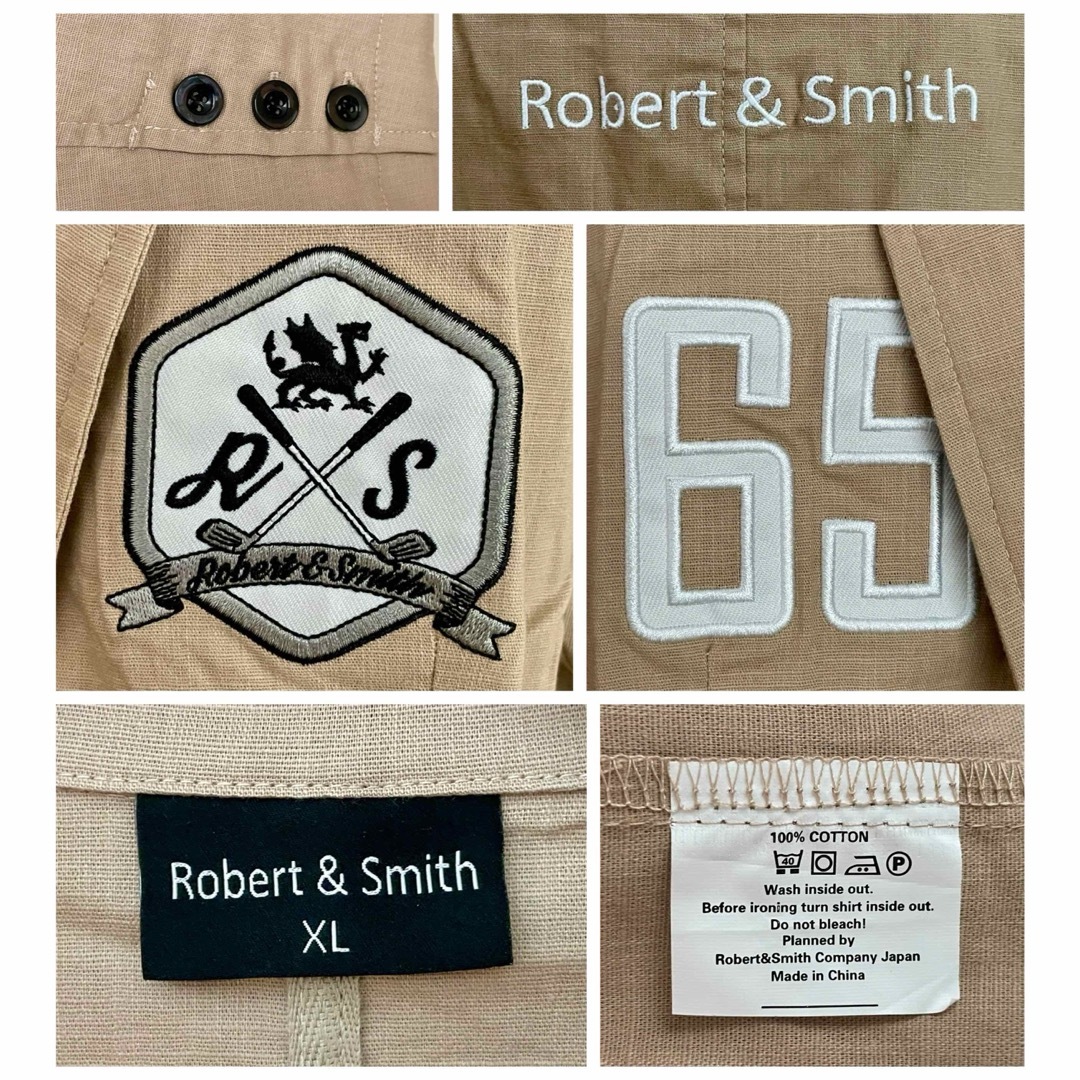 Robert & Smith
R S
Robert & Smith
65
Robert & Smith
XL
100% COTTON
40 P
Wash inside out.
Before ironing turn shirt inside out.
Do not bleach!
Planned by
Robert&Smith Company Japan
Made in China